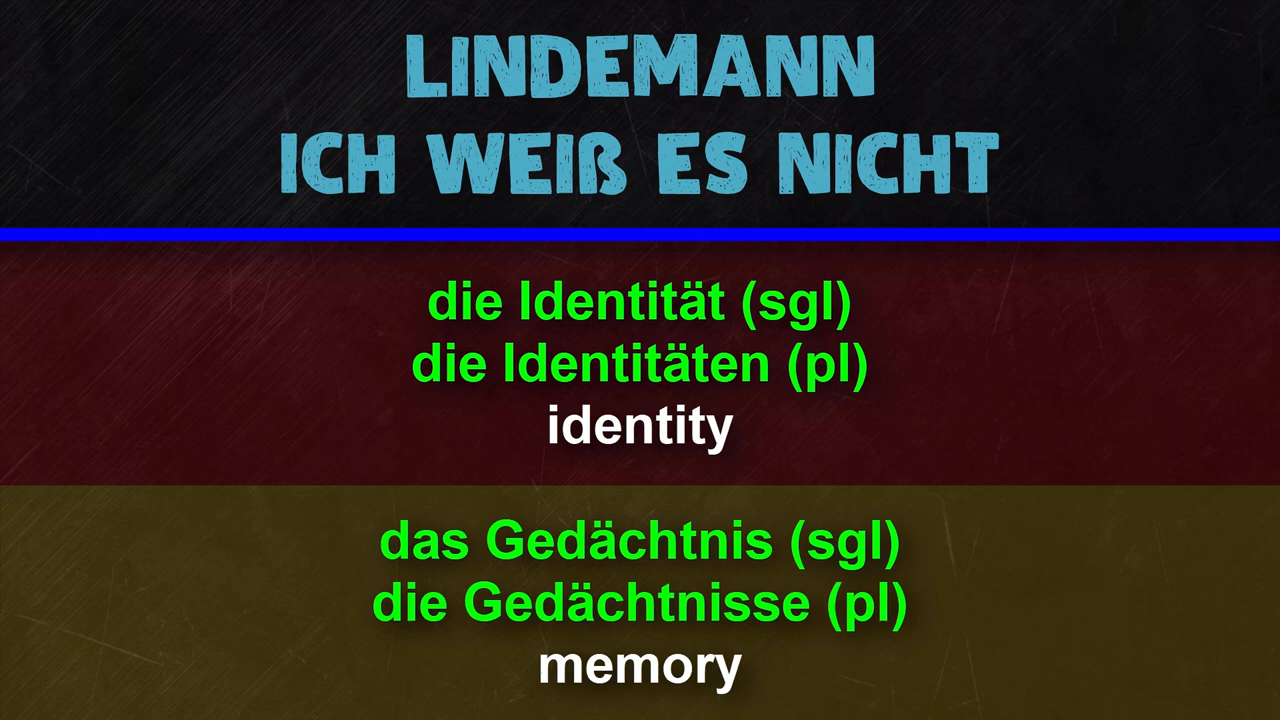 LINDEMANN
ICH WEIß ES NICHT
die Identität (sgl)
die Identitäten (pl)
identity
das Gedächtnis (sgl)
die Gedächtnisse (pl)
memory